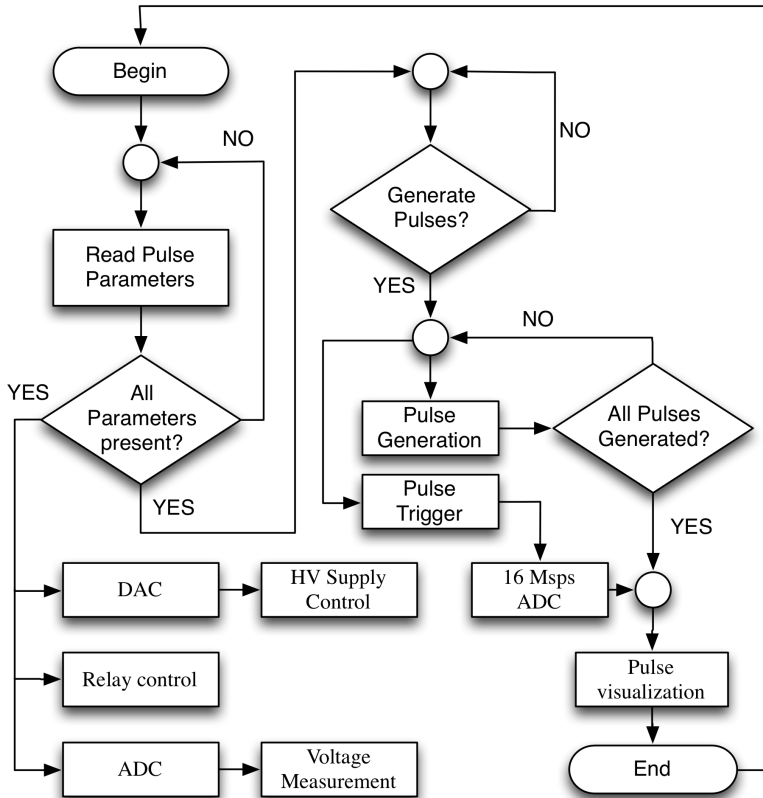 Begin
NO
Read Pulse
Parameters
YES
All
Parameters
present?
YES
NO
Generate
Pulses?
YES
NO
Pulse
Generation
All Pulses
Generated?
Pulse
Trigger
YES
DAC
HV Supply
Control
16 Msps
ADC
Relay control
Pulse
visualization
ADC
Voltage
Measurement
End